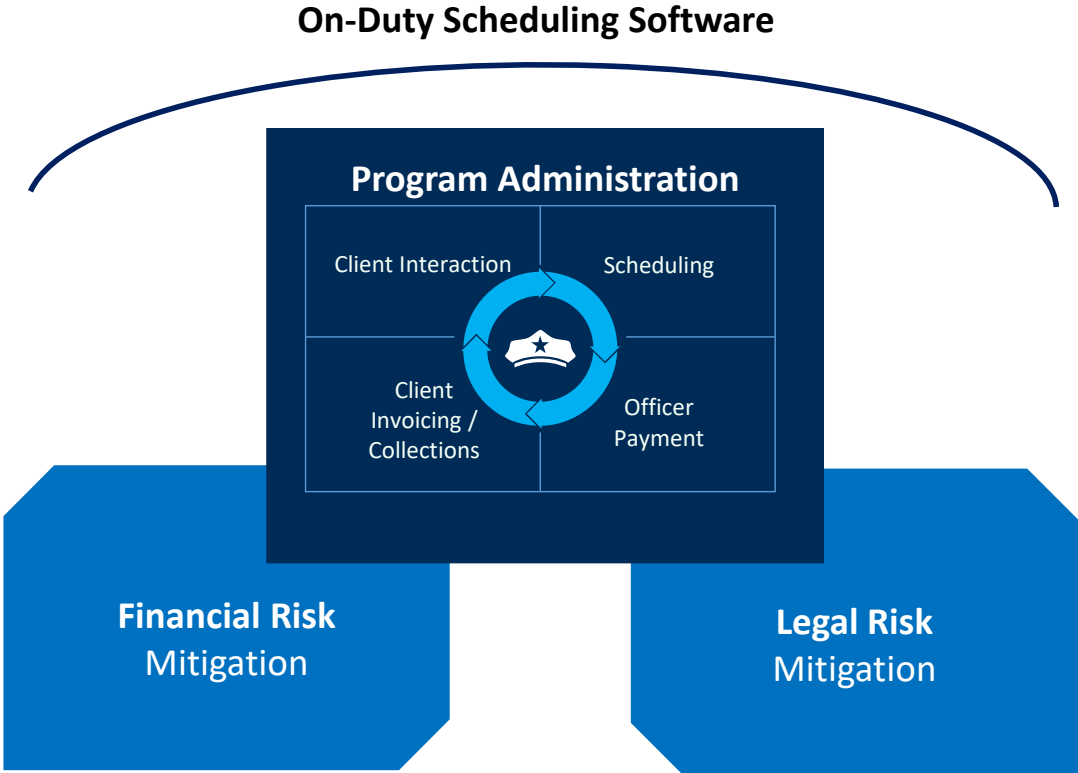 On-Duty Scheduling Software
Program Administration
Client Interaction
Scheduling
Client
Invoicing /
Collections
Officer
Payment
Financial Risk
Mitigation
Legal Risk
Mitigation